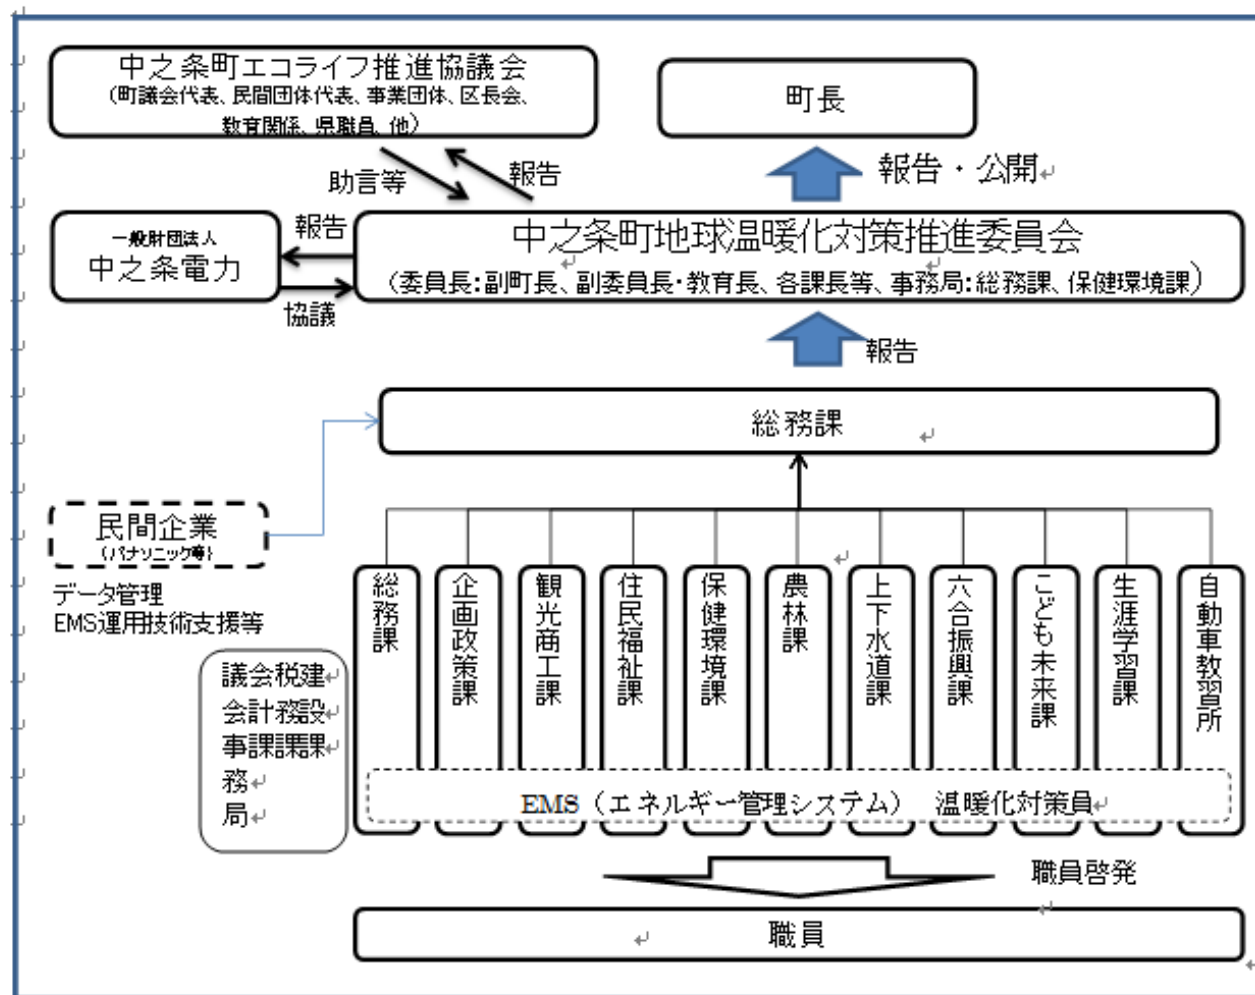 中之条町エコライフ推進協議会
(町議会代表、民間団体代表、事業団体、区長会、
教育関係、県職員、他)
町長
助言等
報告
報告・公開
一般財団法人
中之条電力
報告
協議
中之条町地球温暖化対策推進委員会
(委員長:副町長、副委員長・教育長、各課長等、事務局:総務課、保健環境課)
報告
総務課
民間企業
(パナソニック等)
データ管理
EMS運用技術支援等
総務課
企画政策課
観光商工課
住民福祉課
保健環境課
農林課
上下水道課
六合振興課
こども未来課
生涯学習課
自動車教習所
議会税建
会計務設
事課課課
務
局
EMS（エネルギー管理システム）　温暖化対策員
職員啓発
職員